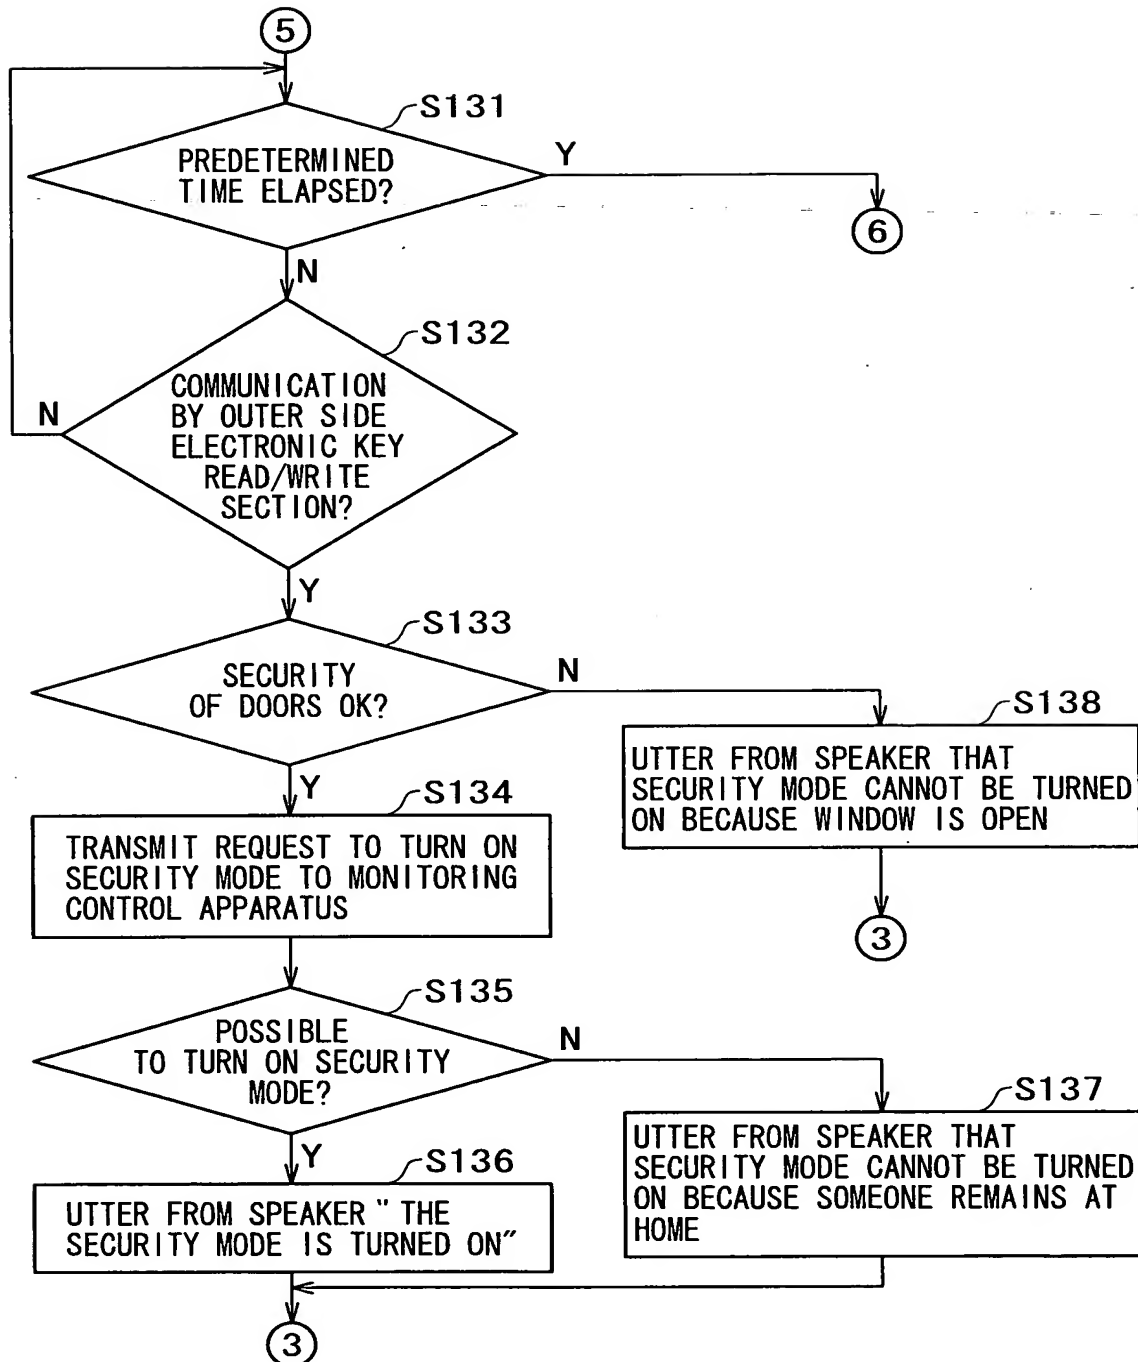 5
S131
PREDETERMINED
TIME ELAPSED?
Y
6
N
S132
COMMUNICATION
BY OUTER SIDE
ELECTRONIC KEY
READ/WRITE
SECTION?
N
Y
S133
SECURITY
OF DOORS OK?
N
S138
UTTER FROM SPEAKER THAT
SECURITY MODE CANNOT BE TURNED
ON BECAUSE WINDOW IS OPEN
3
Y
S134
TRANSMIT REQUEST TO TURN ON
SECURITY MODE TO MONITORING
CONTROL APPARATUS
S135
POSSIBLE
TO TURN ON SECURITY
MODE?
N
S137
UTTER FROM SPEAKER THAT
SECURITY MODE CANNOT BE TURNED
ON BECAUSE SOMEONE REMAINS AT
HOME
Y
S136
UTTER FROM SPEAKER " THE
SECURITY MODE IS TURNED ON"
3